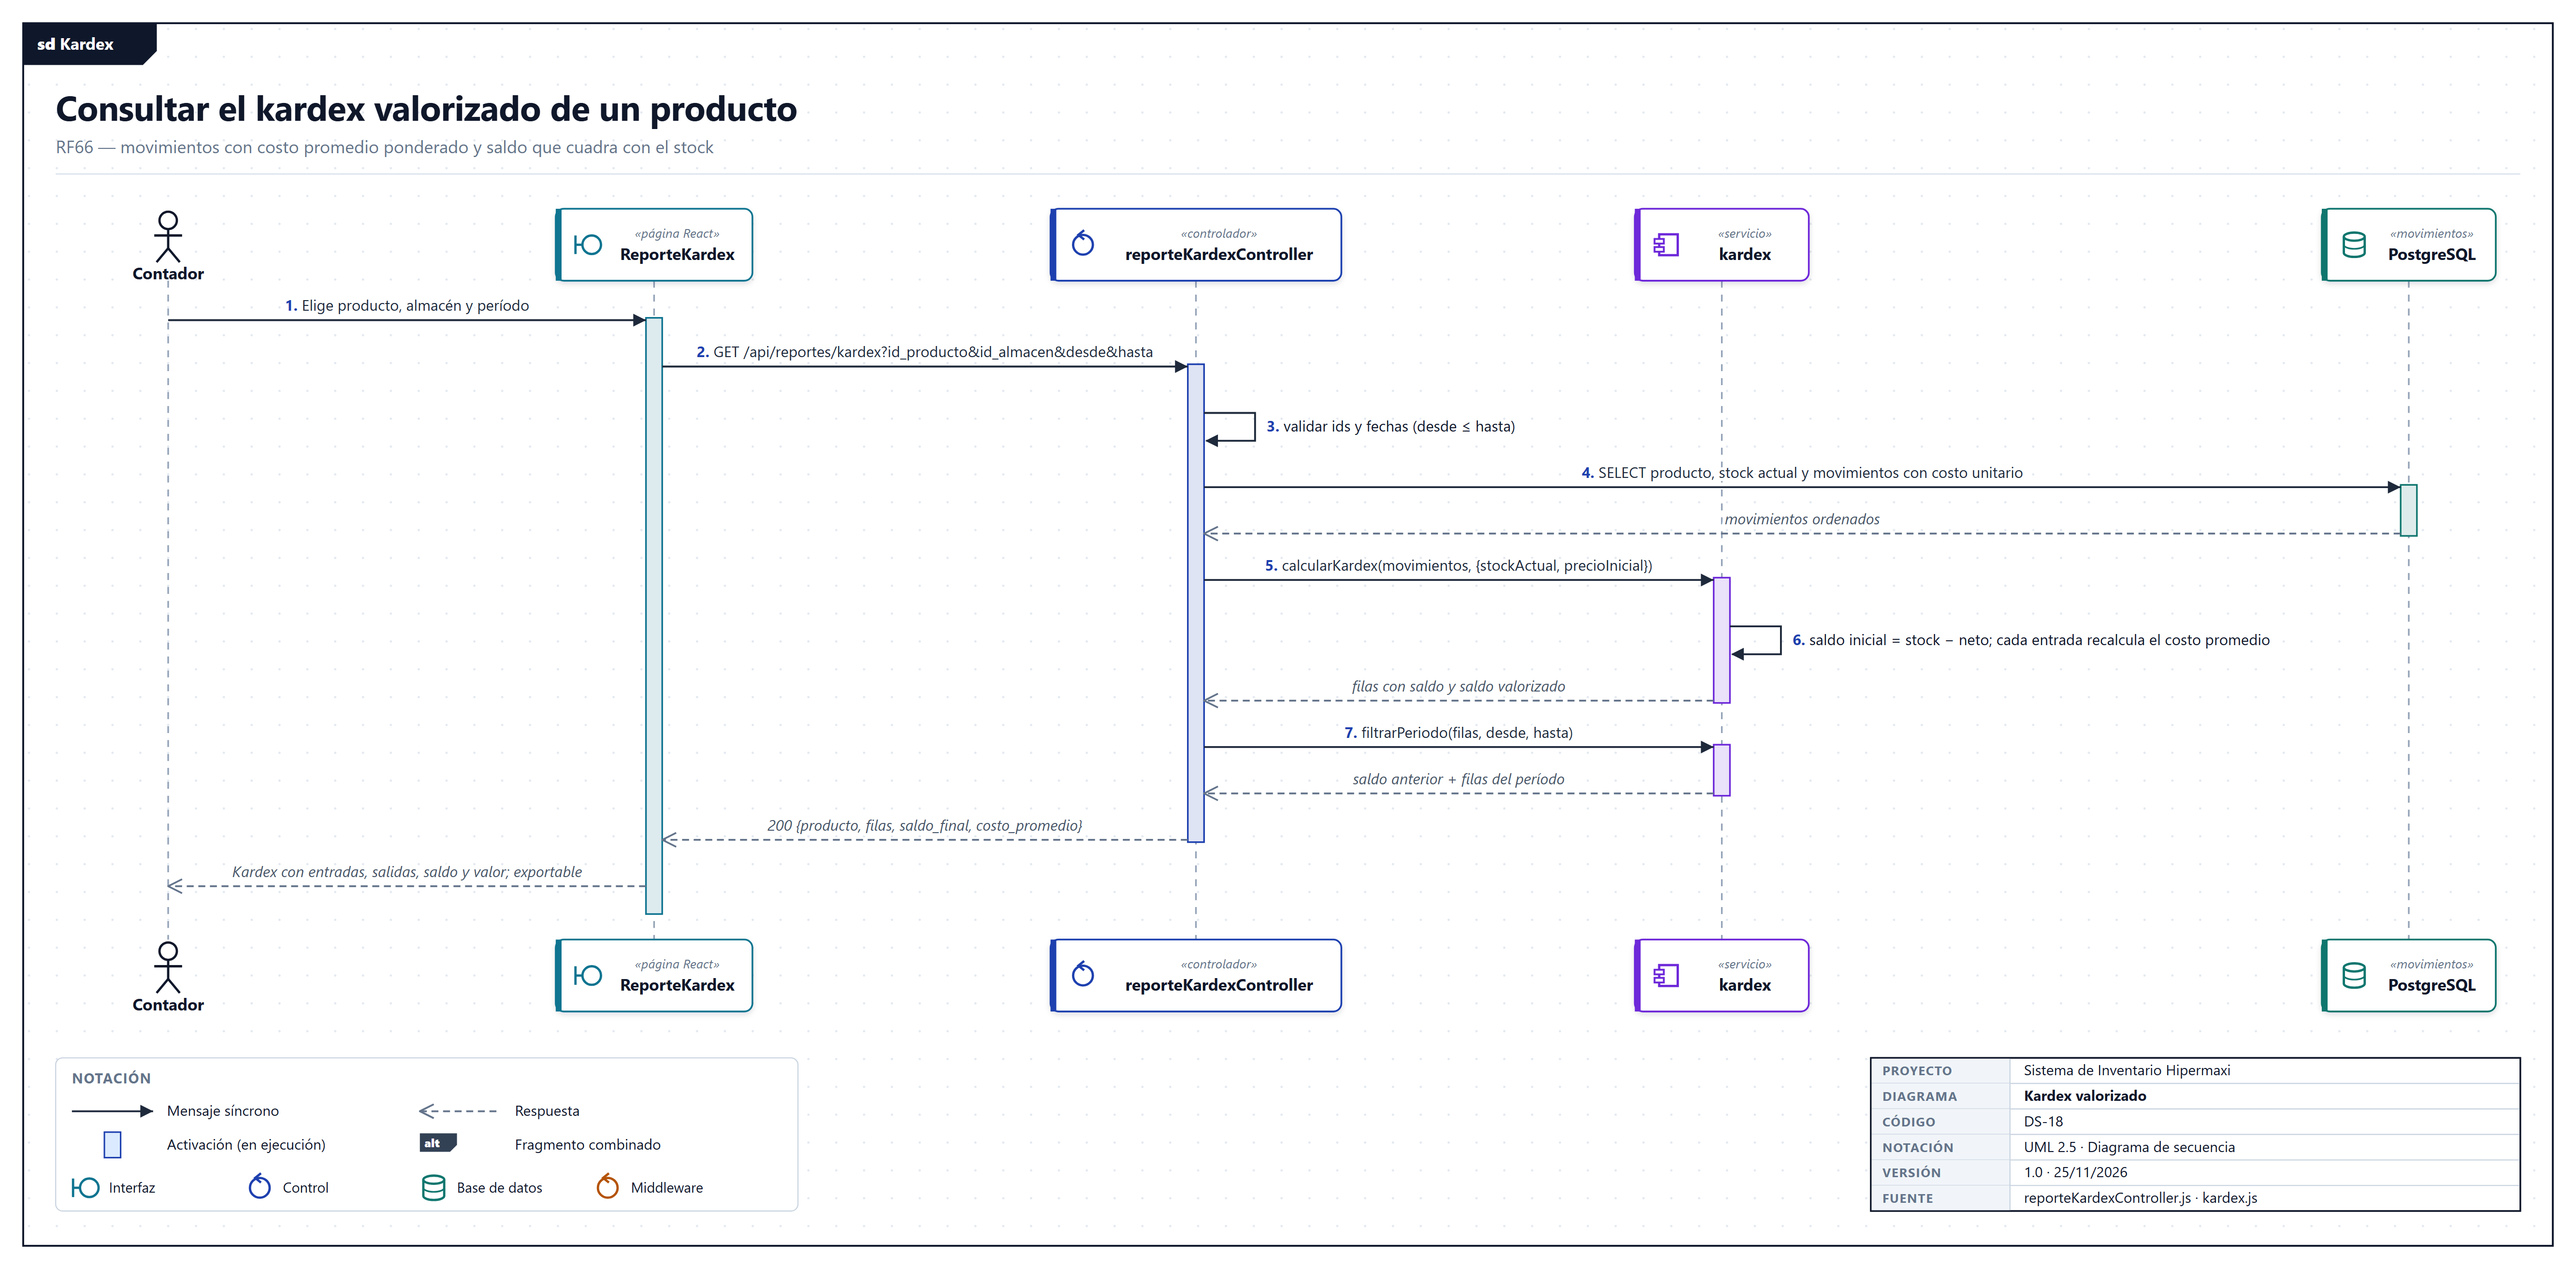 sd Kardex
Consultar el kardex valorizado de un producto
RF66 — movimientos con costo promedio ponderado y saldo que cuadra con el stock
Contador
«página React»
ReporteKardex
«controlador»
reporteKardexController
«servicio»
kardex
«movimientos»
PostgreSQL
1. Elige producto, almacén y período
2. GET /api/reportes/kardex?id_producto&id_almacen&desde&hasta
3. validar ids y fechas (desde ≤ hasta)
4. SELECT producto, stock actual y movimientos con costo unitario
movimientos ordenados
5. calcularKardex(movimientos, {stockActual, precioInicial})
6. saldo inicial = stock − neto; cada entrada recalcula el costo promedio
filas con saldo y saldo valorizado
7. filtrarPeriodo(filas, desde, hasta)
saldo anterior + filas del período
200 {producto, filas, saldo_final, costo_promedio}
Kardex con entradas, salidas, saldo y valor; exportable
Contador
«página React»
ReporteKardex
«controlador»
reporteKardexController
«servicio»
kardex
«movimientos»
PostgreSQL
NOTACIÓN
Mensaje síncrono
Respuesta
Activación (en ejecución)
alt
Fragmento combinado
Interfaz
Control
Base de datos
Middleware
PROYECTO Sistema de Inventario Hipermaxi
DIAGRAMA Kardex valorizado
CÓDIGO DS-18
NOTACIÓN UML 2.5 · Diagrama de secuencia
VERSIÓN 1.0 · 25/11/2026
FUENTE reporteKardexController.js · kardex.js